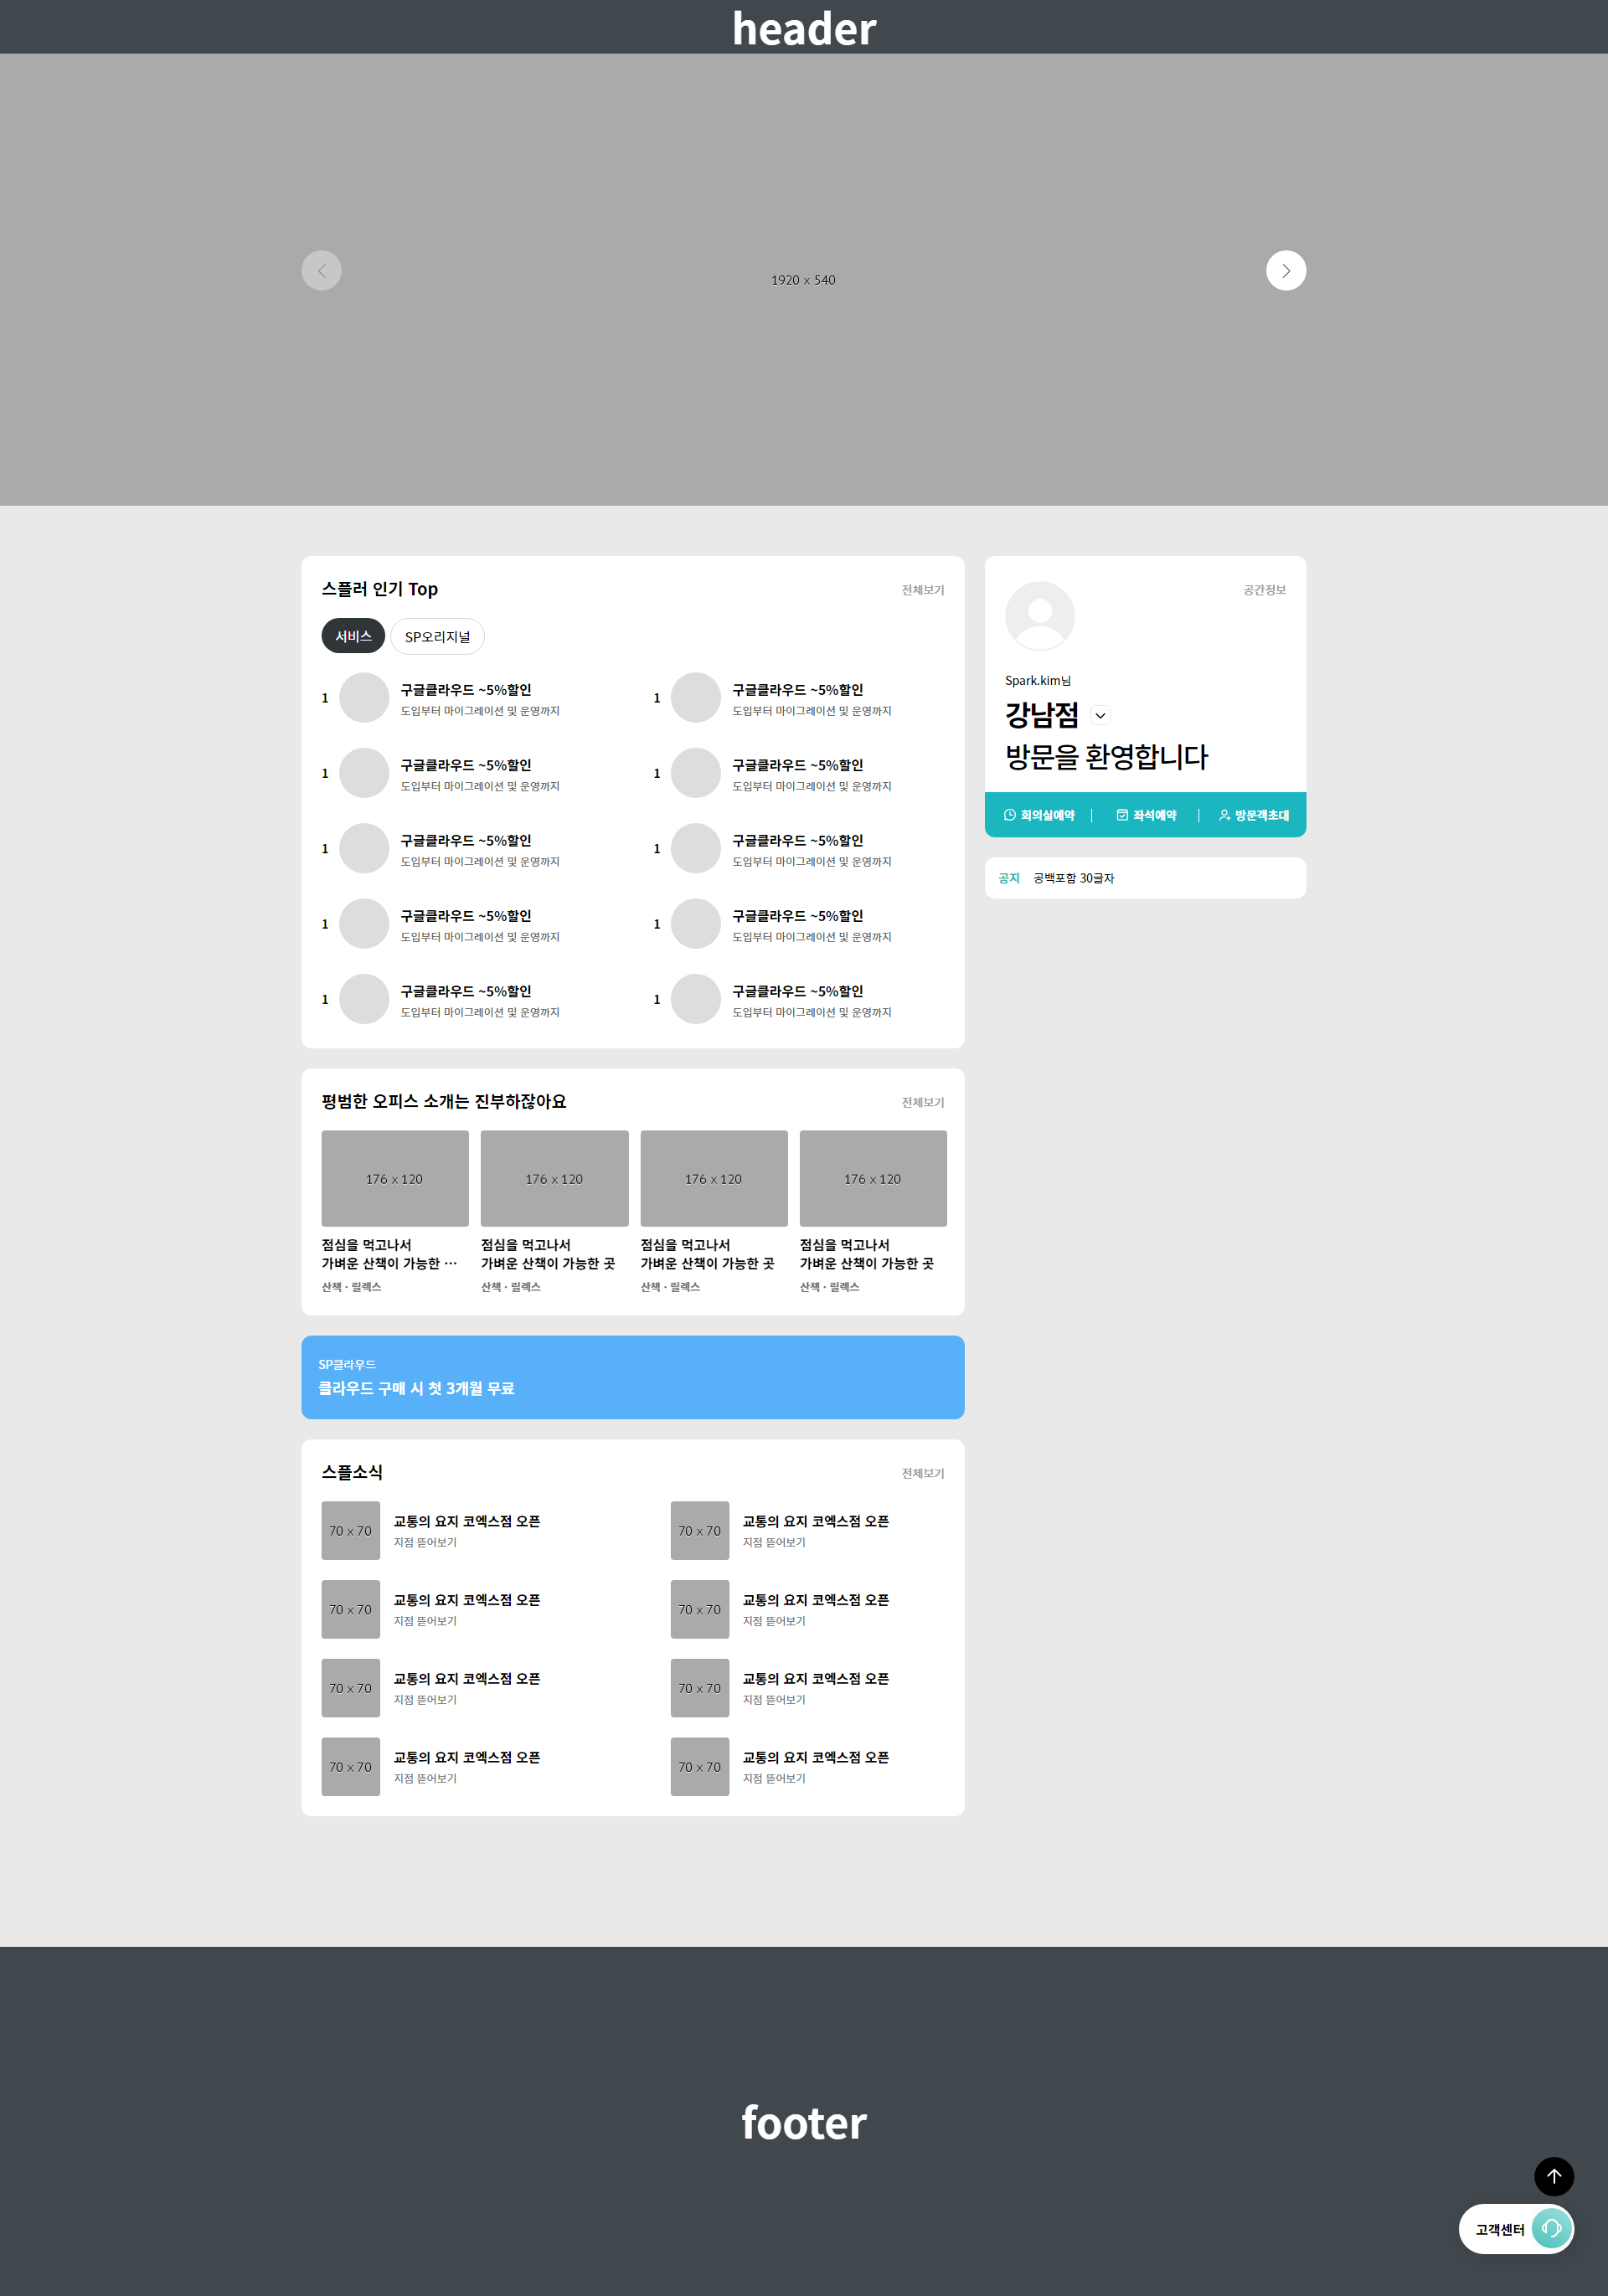 header
1920 x 540
스플러 인기 Top
전체보기
서비스
SP오리지널
1
구글클라우드 ~5%할인
도입부터 마이그레이션 및 운영까지
1
구글클라우드 ~5%할인
도입부터 마이그레이션 및 운영까지
1
구글클라우드 ~5%할인
도입부터 마이그레이션 및 운영까지
1
구글클라우드 ~5%할인
도입부터 마이그레이션 및 운영까지
1
구글클라우드 ~5%할인
도입부터 마이그레이션 및 운영까지
1
구글클라우드 ~5%할인
도입부터 마이그레이션 및 운영까지
1
구글클라우드 ~5%할인
도입부터 마이그레이션 및 운영까지
1
구글클라우드 ~5%할인
도입부터 마이그레이션 및 운영까지
1
구글클라우드 ~5%할인
도입부터 마이그레이션 및 운영까지
1
구글클라우드 ~5%할인
도입부터 마이그레이션 및 운영까지
공간정보
Spark.kim님
강남점
방문을 환영합니다
회의실예약
좌석예약
방문객초대
공지 공백포함 30글자
평범한 오피스 소개는 진부하잖아요
전체보기
176 x 120
점심을 먹고나서
가벼운 산책이 가능한 …
산책 · 릴렉스
176 x 120
점심을 먹고나서
가벼운 산책이 가능한 곳
산책 · 릴렉스
176 x 120
점심을 먹고나서
가벼운 산책이 가능한 곳
산책 · 릴렉스
176 x 120
점심을 먹고나서
가벼운 산책이 가능한 곳
산책 · 릴렉스
SP클라우드
클라우드 구매 시 첫 3개월 무료
스플소식
전체보기
70 x 70
교통의 요지 코엑스점 오픈
지점 뜯어보기
70 x 70
교통의 요지 코엑스점 오픈
지점 뜯어보기
70 x 70
교통의 요지 코엑스점 오픈
지점 뜯어보기
70 x 70
교통의 요지 코엑스점 오픈
지점 뜯어보기
70 x 70
교통의 요지 코엑스점 오픈
지점 뜯어보기
70 x 70
교통의 요지 코엑스점 오픈
지점 뜯어보기
70 x 70
교통의 요지 코엑스점 오픈
지점 뜯어보기
70 x 70
교통의 요지 코엑스점 오픈
지점 뜯어보기
footer
고객센터